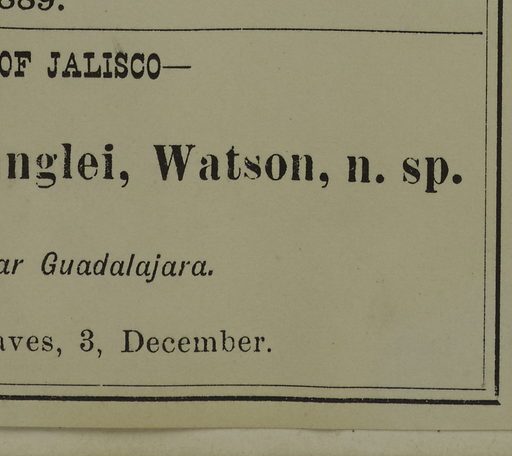 889.
OF JALISCO—
nglei, Watson, n. sp.
ar Guadalajara.
aves, 3, December.